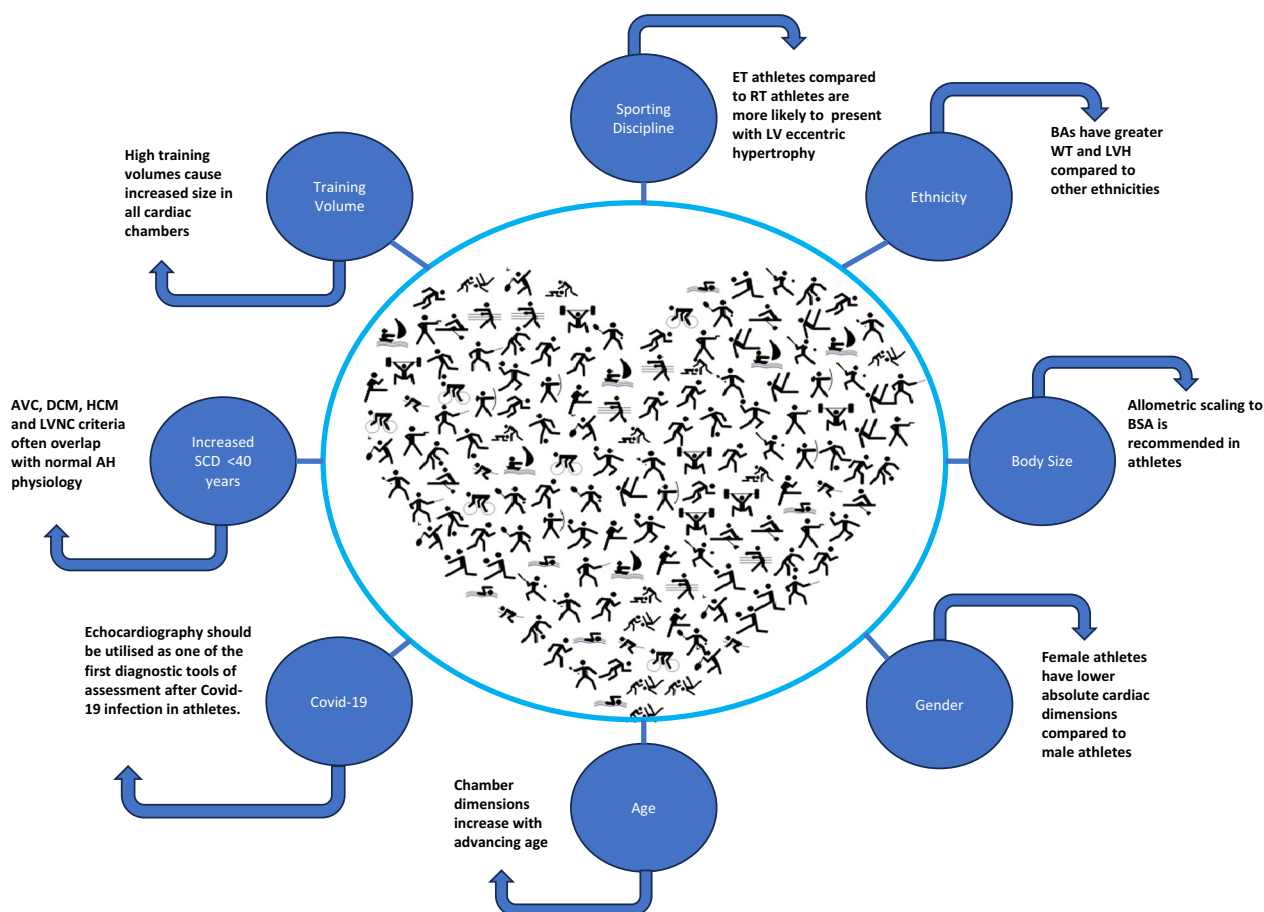 Sporting
Discipline
ET athletes compared
to RT athletes are
more likely to  present
with LV eccentric
hypertrophy
Ethnicity
BAs have greater
WT and LVH
compared to
other ethnicities
Body Size
Allometric scaling to
BSA is
recommended in
athletes
Gender
Female athletes
have lower
absolute cardiac
dimensions
compared to
male athletes
Age
Chamber
dimensions
increase with
advancing age
Covid-19
Echocardiography should
be utilised as one of the
first diagnostic tools of
assessment after Covid-
19 infection in athletes.
Increased
SCD  <40
years
AVC, DCM, HCM
and LVNC criteria
often overlap
with normal AH
physiology
Training
Volume
High training
volumes cause
increased size in
all cardiac
chambers